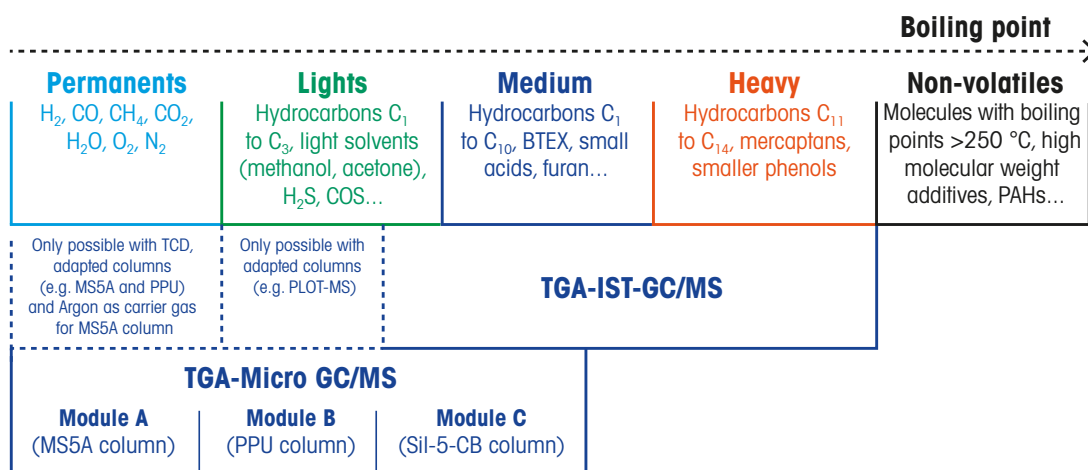 Boiling point
Permanents
H₂, CO, CH₄, CO₂,
H₂O, O₂, N₂
Lights
Hydrocarbons C₁
to C₃, light solvents
(methanol, acetone),
H₂S, COS...
Medium
Hydrocarbons C₁
to C₁₀, BTEX, small
acids, furan...
Heavy
Hydrocarbons C₁₁
to C₁₄, mercaptans,
smaller phenols
Non-volatiles
Molecules with boiling
points >250 °C, high
molecular weight
additives, PAHs...
Only possible with TCD,
adapted columns
(e.g. MS5A and PPU)
and Argon as carrier gas
for MS5A column
Only possible with
adapted columns
(e.g. PLOT-MS)
TGA-IST-GC/MS
TGA-Micro GC/MS
Module A
(MS5A column)
Module B
(PPU column)
Module C
(Sil-5-CB column)